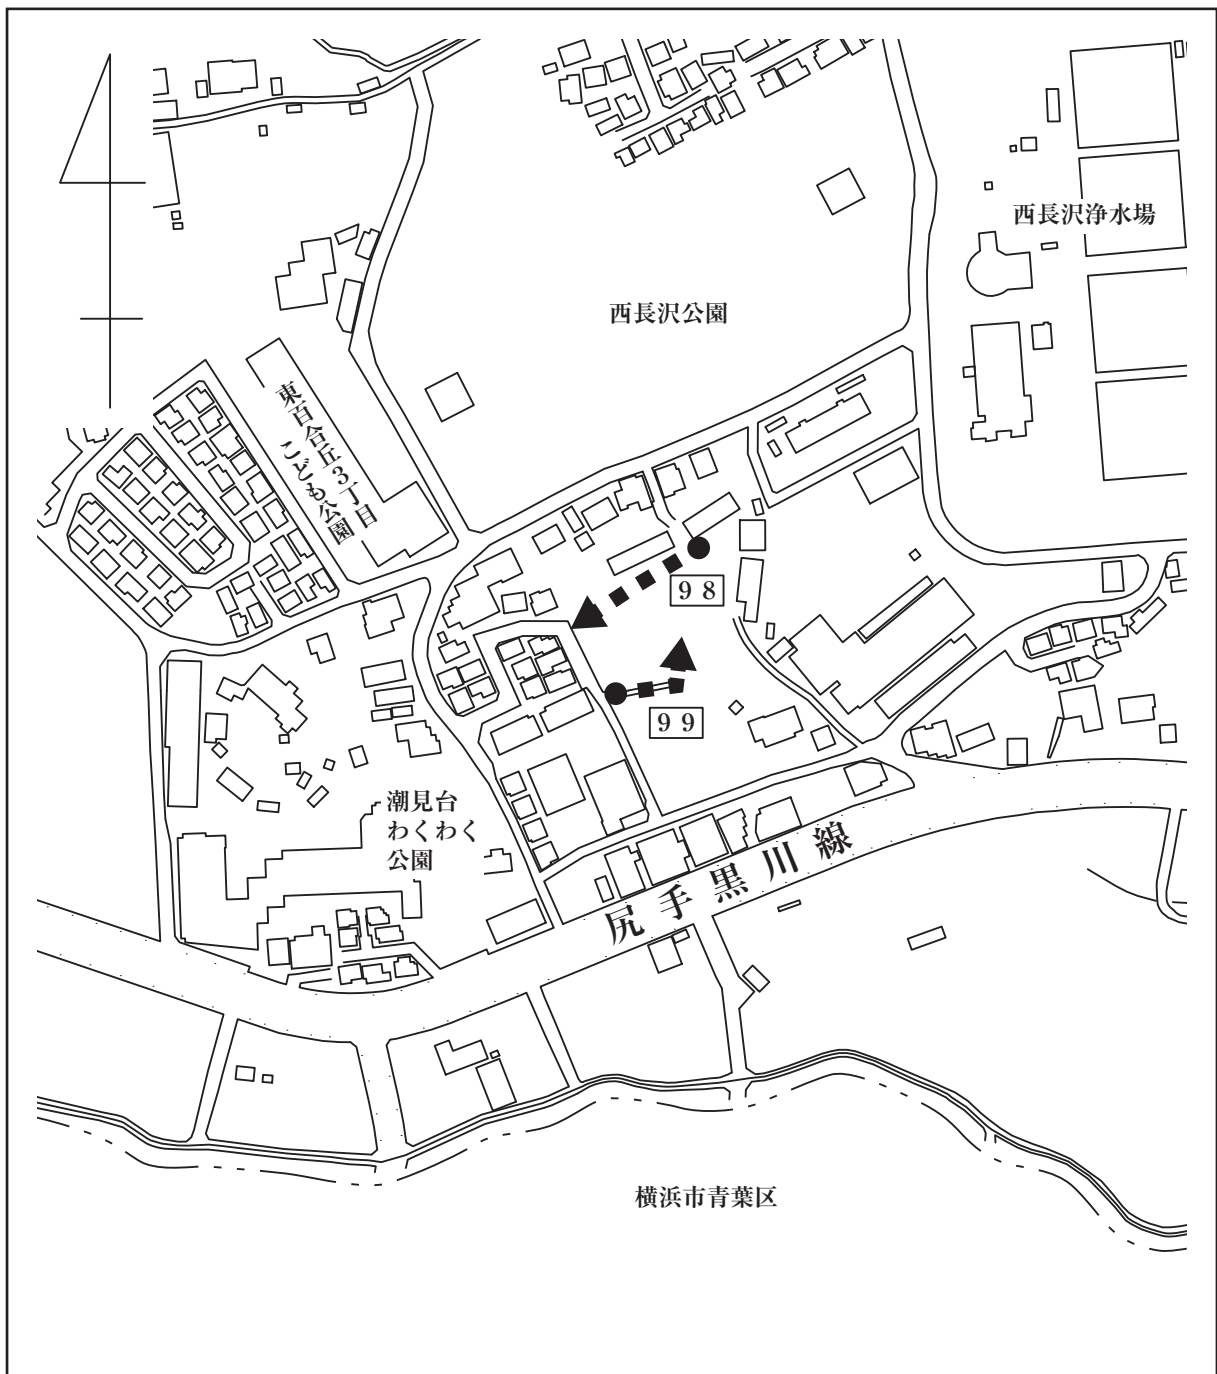 西長沢浄水場
西長沢公園
東百合丘3丁目
こども公園
98
99
潮見台
わくわく
公園
尻手黒川線
横浜市青葉区